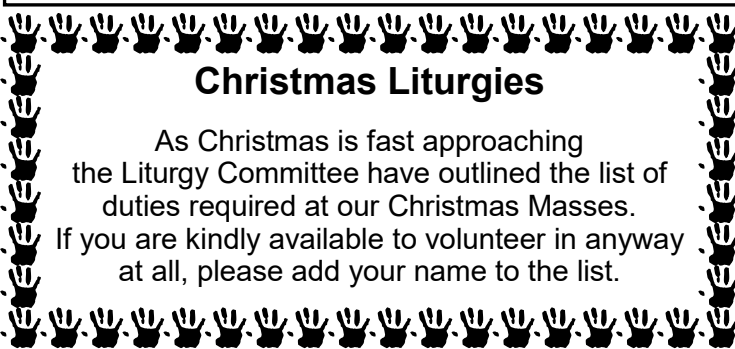 Christmas Liturgies
As Christmas is fast approaching
the Liturgy Committee have outlined the list of
duties required at our Christmas Masses.
If you are kindly available to volunteer in anyway
at all, please add your name to the list.